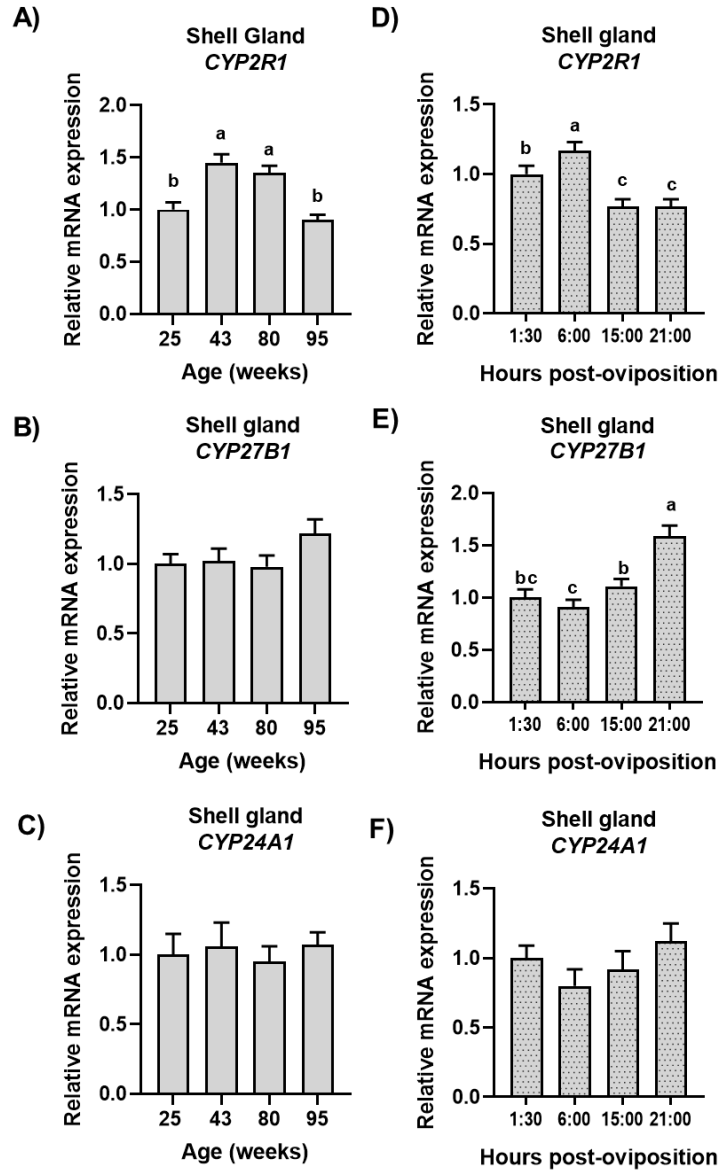 A)
Shell Gland
CYP2R1
Relative mRNA expression
2.0
1.5
1.0
0.5
0.0
b
a
a
b
25 43 80 95
Age (weeks)
D)
Shell gland
CYP2R1
Relative mRNA expression
1.5
1.0
0.5
0.0
b
a
c
c
1:30 6:00 15:00 21:00
Hours post-oviposition
B)
Shell gland
CYP27B1
Relative mRNA expression
1.5
1.0
0.5
0.0
25 43 80 95
Age (weeks)
E)
Shell gland
CYP27B1
Relative mRNA expression
2.0
1.5
1.0
0.5
0.0
bc
c
b
a
1:30 6:00 15:00 21:00
Hours post-oviposition
C)
Shell gland
CYP24A1
Relative mRNA expression
1.5
1.0
0.5
0.0
25 43 80 95
Age (weeks)
F)
Shell gland
CYP24A1
Relative mRNA expression
1.5
1.0
0.5
0.0
1:30 6:00 15:00 21:00
Hours post-oviposition